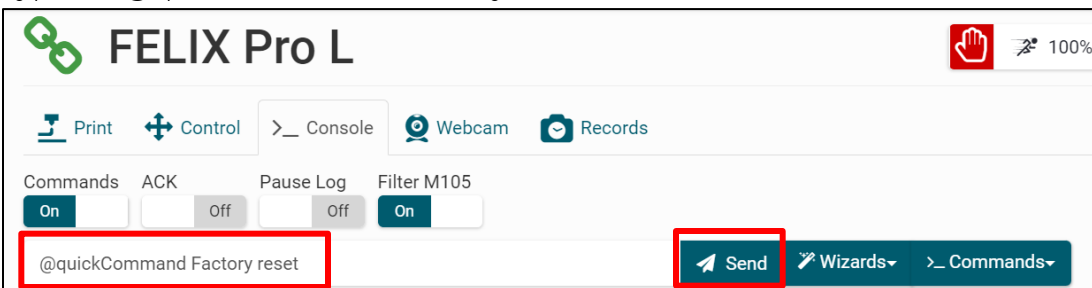 FELIX Pro L
100%
Print Control >_ Console Webcam Records
Commands ACK Pause Log Filter M105
On Off Off On
@quickCommand Factory reset Send Wizards >_ Commands